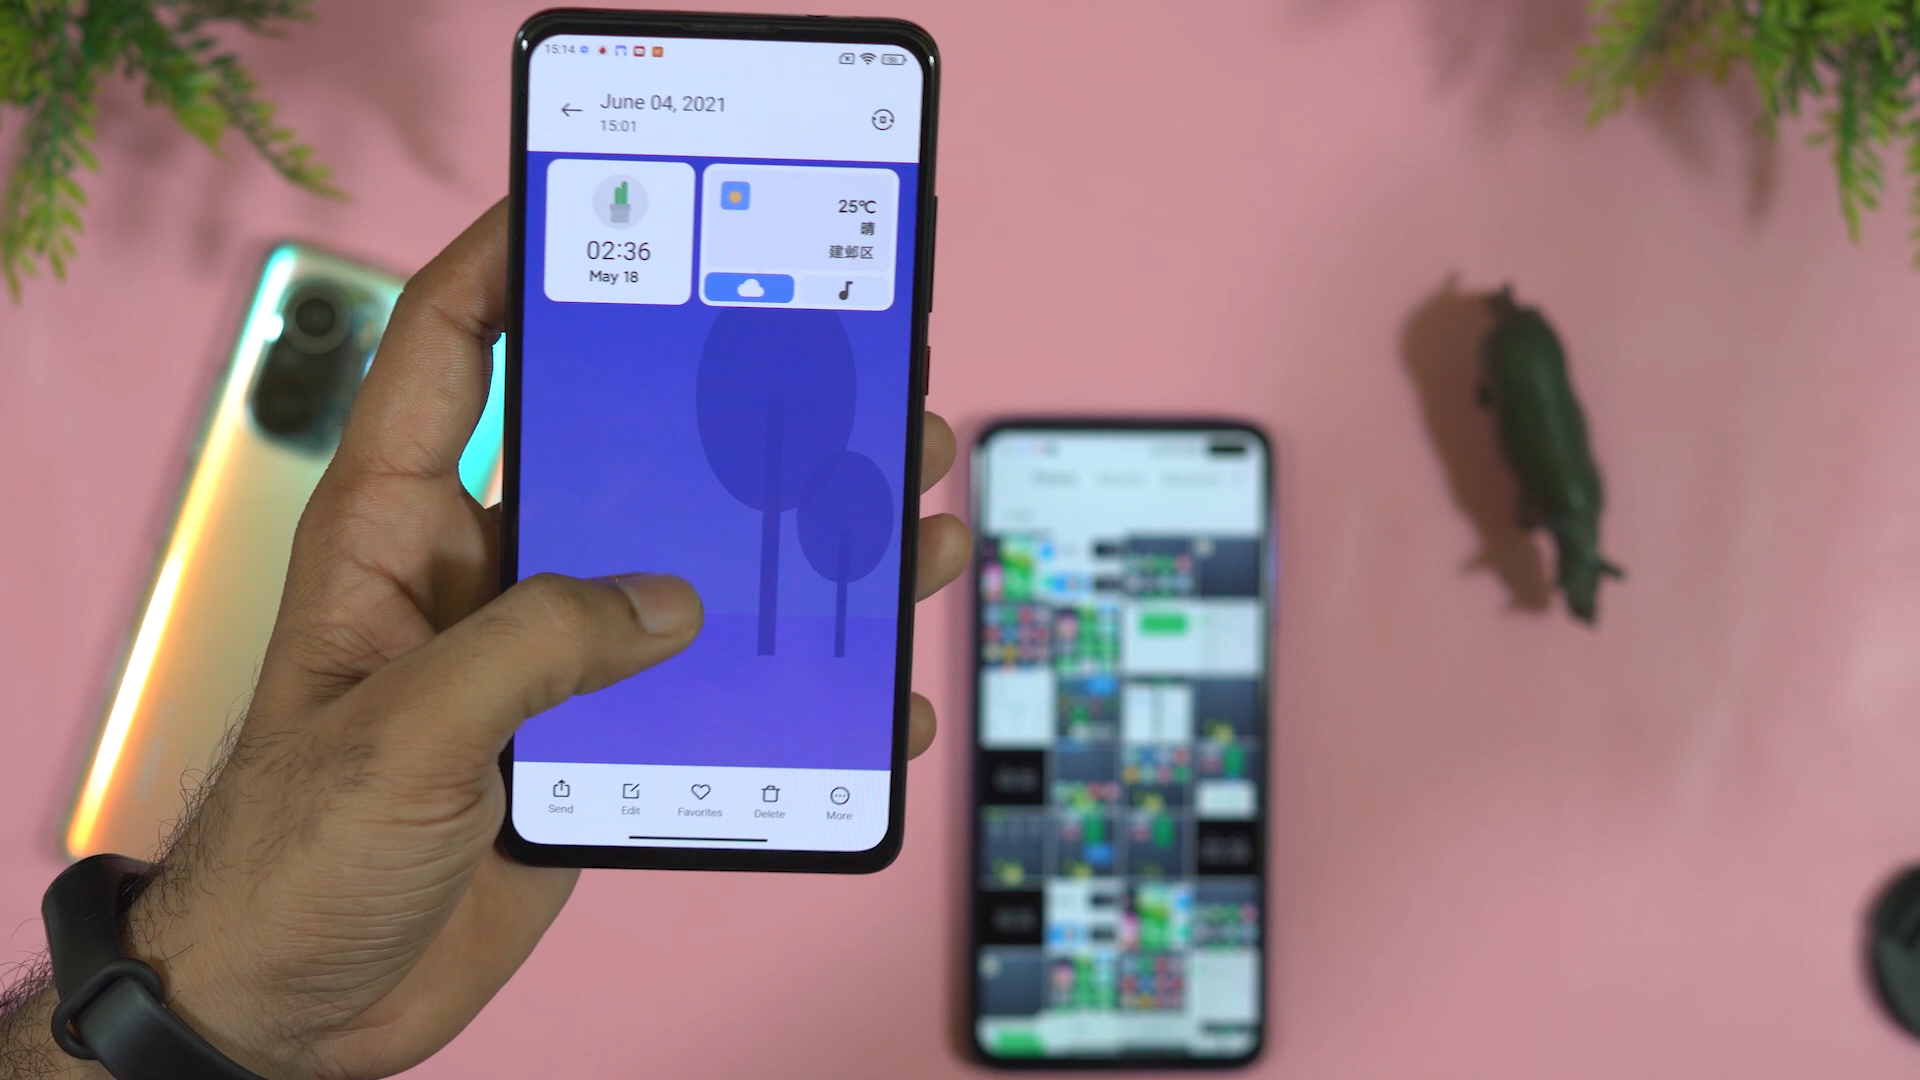 15:14
June 04, 2021
15:01
02:36
May 18
25℃
晴
建邺区
Send
Edit
Favorites
Delete
More